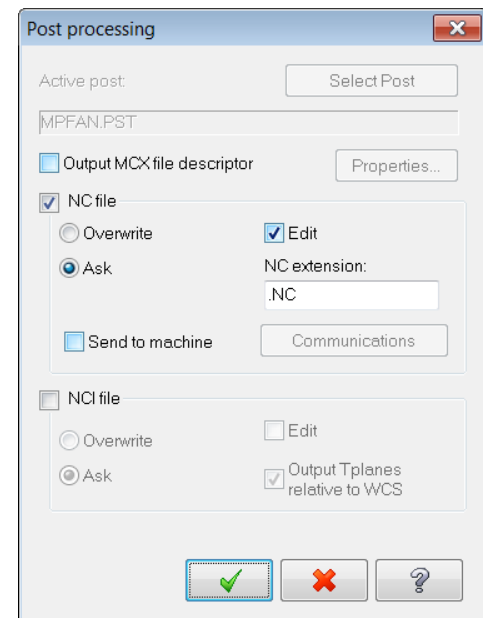 Post processing
Active post:
Select Post
MPFAN.PST
Output MCX file descriptor
Properties...
NC file
Overwrite
Edit
Ask
NC extension:
.NC
Send to machine
Communications
NCI file
Overwrite
Edit
Ask
Output Tplanes
relative to WCS